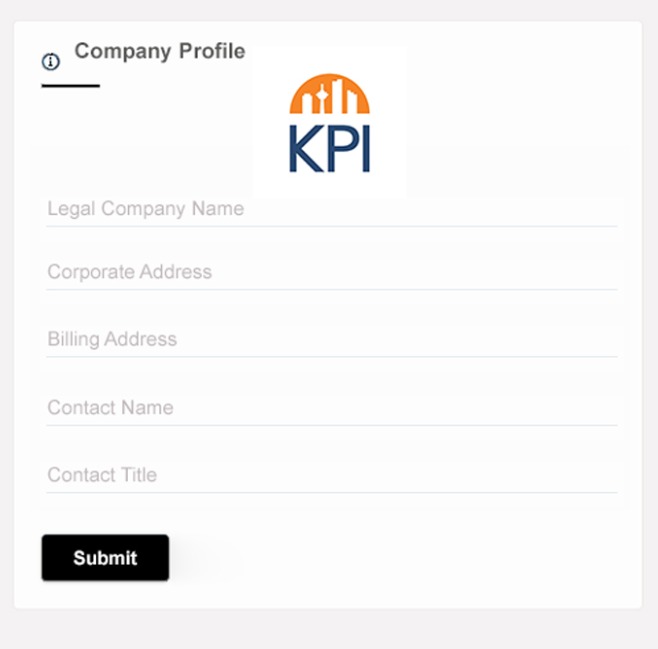 Company Profile
KPI
Legal Company Name
Corporate Address
Billing Address
Contact Name
Contact Title
Submit